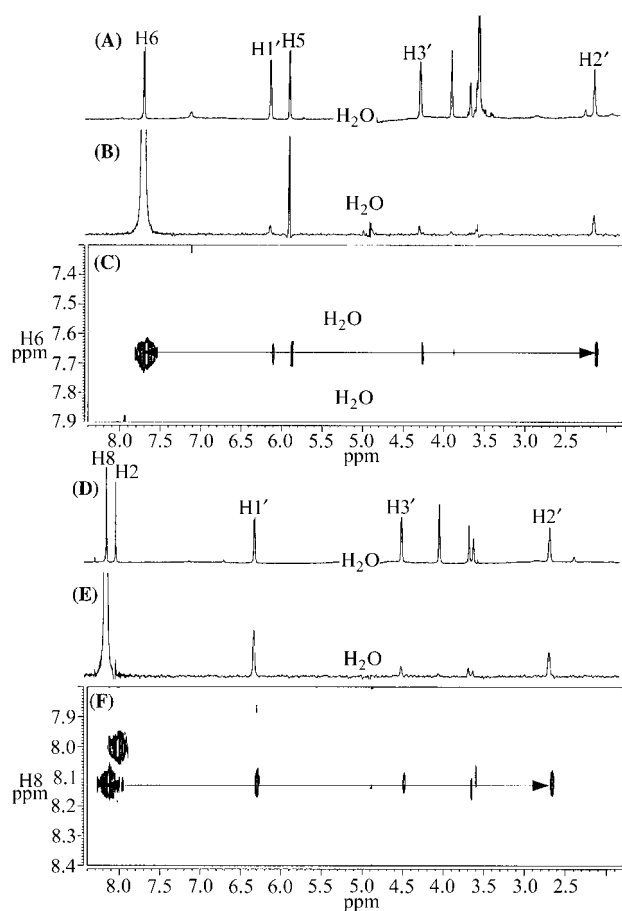 (A) H6 H1′ H5 H3′ H2′
H₂O
(B)
H₂O
(C)
7.4
7.5
7.6
7.7
7.8
7.9
H6
ppm
H₂O
H₂O
8.0 7.5 7.0 6.5 6.0 5.5 5.0 4.5 4.0 3.5 3.0 2.5
ppm
H8
H2
(D) H1′ H3′ H2′
H₂O
(E)
H₂O
(F)
7.9
8.0
8.1
8.2
8.3
8.4
H8
ppm
8.0 7.5 7.0 6.5 6.0 5.5 5.0 4.5 4.0 3.5 3.0 2.5
ppm